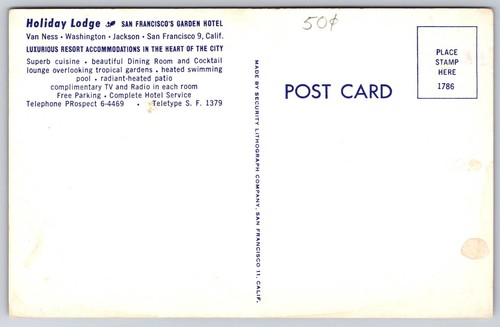 Holiday Lodge SAN FRANCISCO'S GARDEN HOTEL
Van Ness • Washington • Jackson • San Francisco 9, Calif.
LUXURIOUS RESORT ACCOMMODATIONS IN THE HEART OF THE CITY
Superb cuisine • beautiful Dining Room and Cocktail
lounge overlooking tropical gardens • heated swimming
pool • radiant-heated patio
complimentary TV and Radio in each room
Free Parking • Complete Hotel Service
Telephone PRospect 6-4469 • Teletype S. F. 1379
MADE BY SECURITY LITHOGRAPH COMPANY, SAN FRANCISCO 11, CALIF.
50¢
POST CARD
PLACE
STAMP
HERE
1786